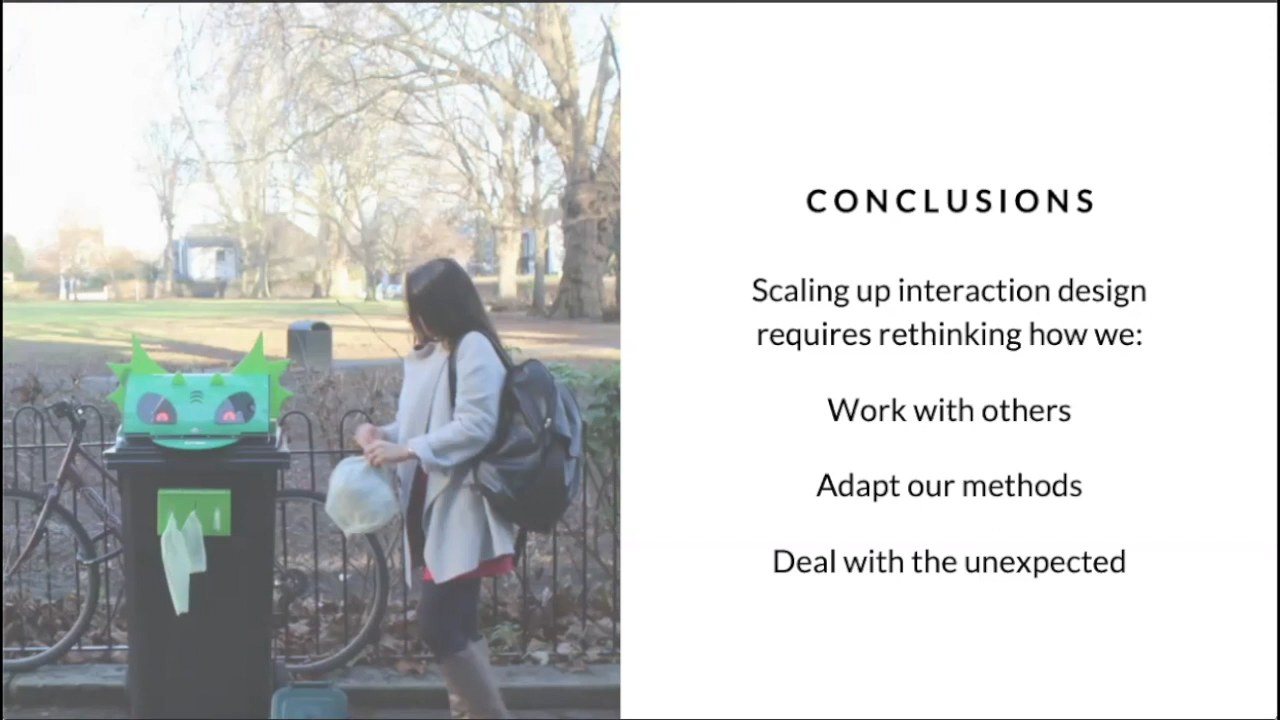 CONCLUSIONS
Scaling up interaction design
requires rethinking how we:
Work with others
Adapt our methods
Deal with the unexpected